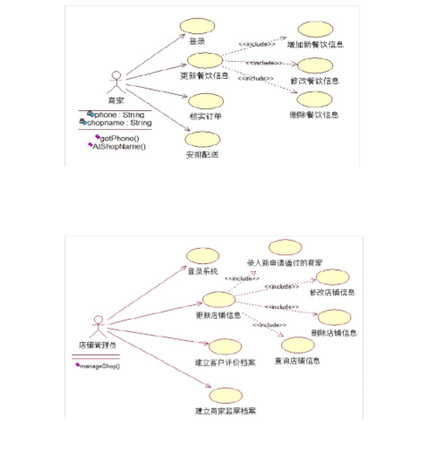 登录
<<include>>
增加新餐饮信息
更新餐饮信息
<<include>>
修改餐饮信息
<<include>>
删除餐饮信息
商家
phone : String
shopname : String
getPhone()
AtShopName()
核实订单
安排配送
登录系统
录入新申请通过的商家
<<include>>
<<include>>
修改店铺信息
更新店铺信息
<<include>>
<<include>>
删除店铺信息
查询店铺信息
店铺管理员
manageShop()
建立客户评价档案
建立商家监察档案